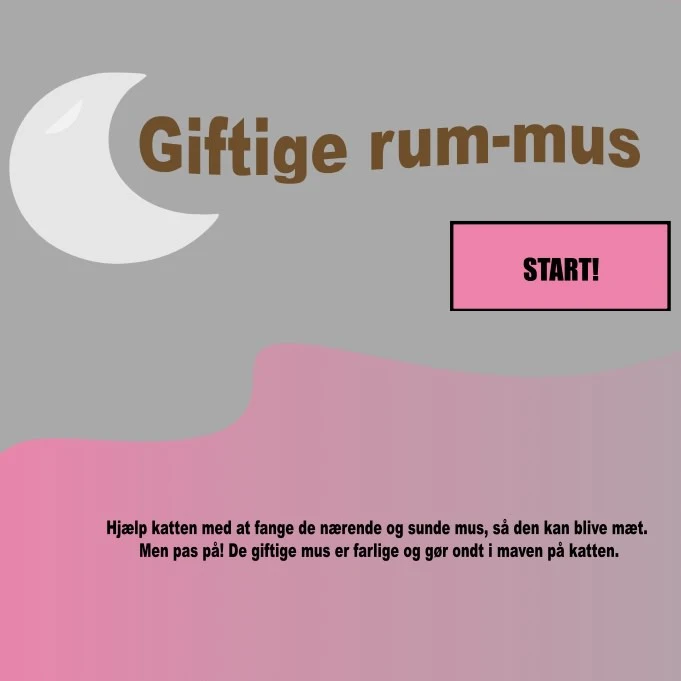 Giftige rum-mus
START!
Hjælp katten med at fange de nærende og sunde mus, så den kan blive mæt.
Men pas på! De giftige mus er farlige og gør ondt i maven på katten.